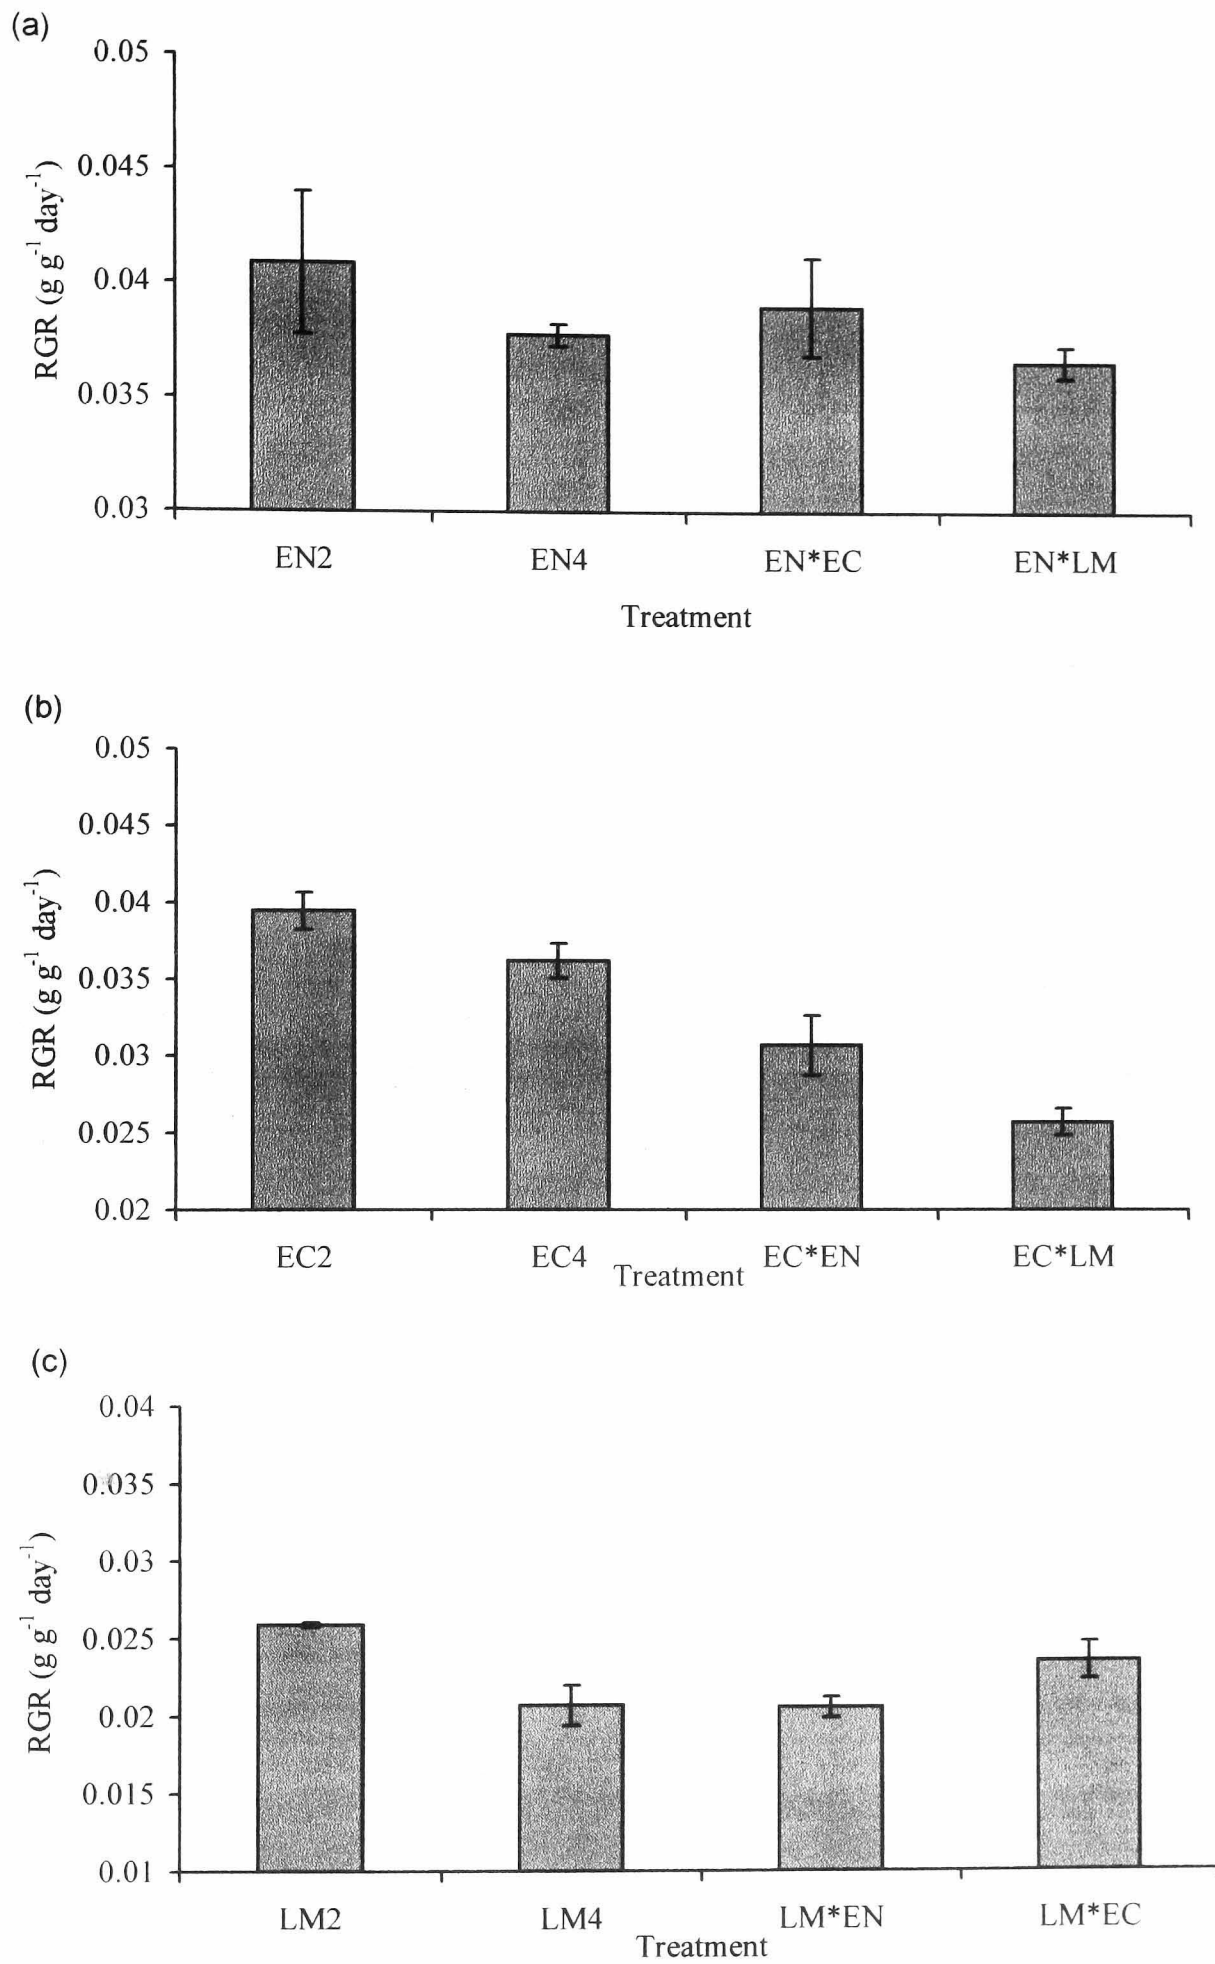 (a)
0.05
0.045
0.04
0.035
0.03
RGR (g g⁻¹ day⁻¹)
EN2 EN4 EN*EC EN*LM
Treatment
(b)
0.05
0.045
0.04
0.035
0.03
0.025
0.02
RGR (g g⁻¹ day⁻¹)
EC2 EC4 EC*EN EC*LM
Treatment
(c)
0.04
0.035
0.03
0.025
0.02
0.015
0.01
RGR (g g⁻¹ day⁻¹)
LM2 LM4 LM*EN LM*EC
Treatment